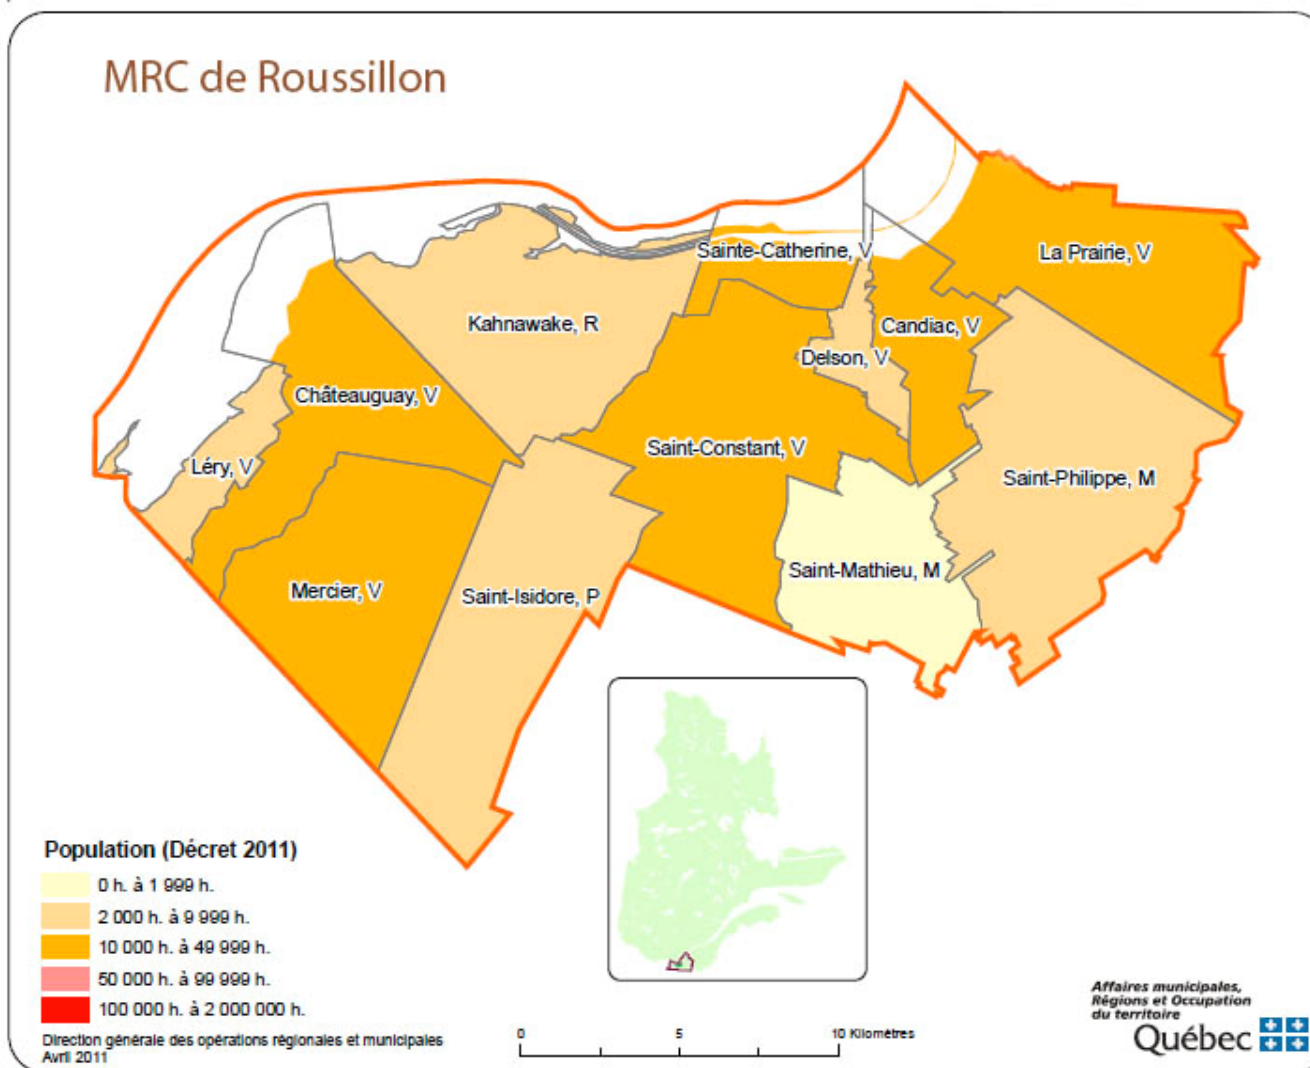 MRC de Roussillon
Sainte-Catherine, V
La Prairie, V
Kahnawake, R
Candiac, V
Delson, V
Châteauguay, V
Saint-Constant, V
Léry, V
Saint-Philippe, M
Saint-Mathieu, M
Mercier, V
Saint-Isidore, P
Population (Décret 2011)
0 h. à 1 999 h.
2 000 h. à 9 999 h.
10 000 h. à 49 999 h.
50 000 h. à 99 999 h.
100 000 h. à 2 000 000 h.
Direction générale des opérations régionales et municipales
Avril 2011
0 5 10 Kilomètres
Affaires municipales,
Régions et Occupation
du territoire
Québec